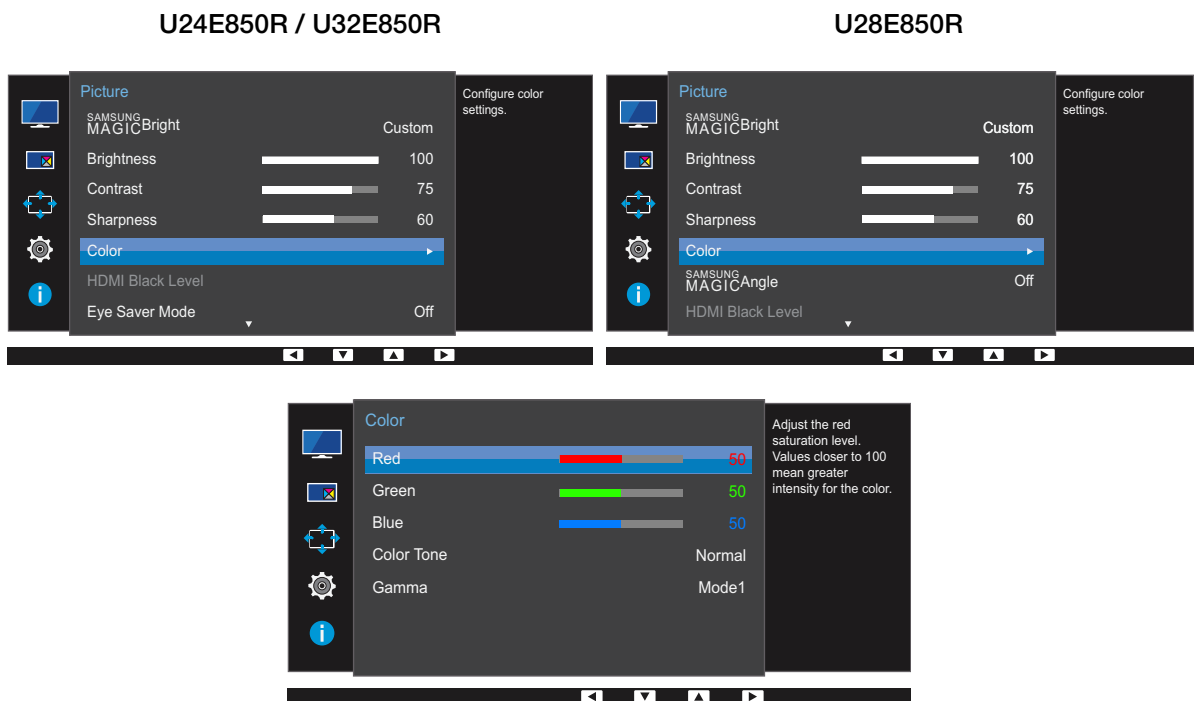 U24E850R / U32E850R
Picture
SAMSUNG
MAGICBright Custom
Brightness 100
Contrast 75
Sharpness 60
Color
HDMI Black Level
Eye Saver Mode Off
Configure color
settings.
i
U28E850R
Picture
SAMSUNG
MAGICBright Custom
Brightness 100
Contrast 75
Sharpness 60
Color
SAMSUNG
MAGICAngle Off
HDMI Black Level
Configure color
settings.
i
Color
Red 50
Green 50
Blue 50
Color Tone Normal
Gamma Mode1
Adjust the red
saturation level.
Values closer to 100
mean greater
intensity for the color.
i